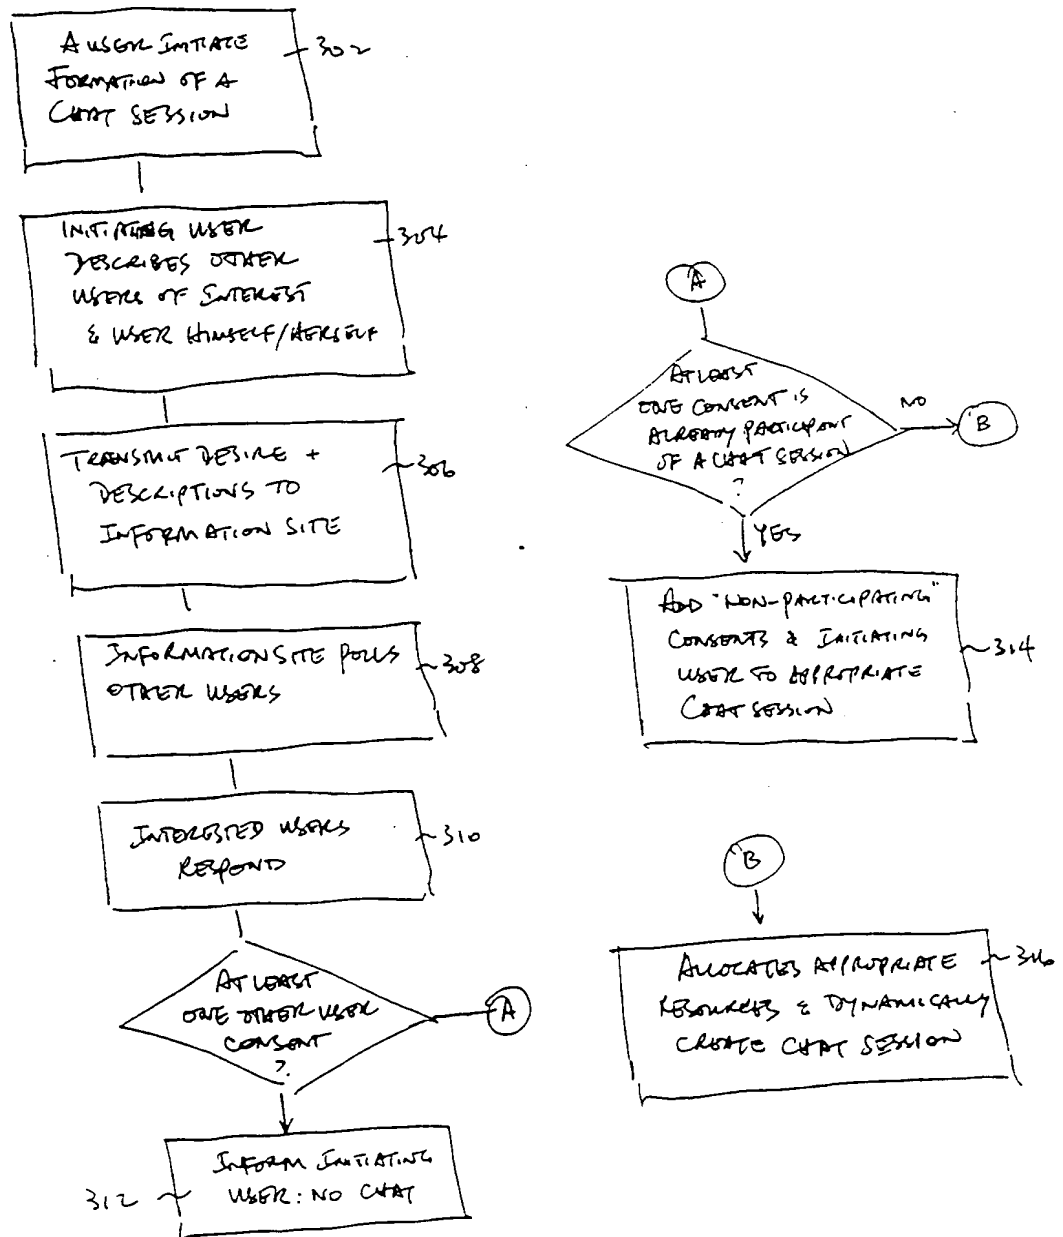 A USER INITIATE
FORMATION OF A
CHAT SESSION
302
INITIATING USER
DESCRIBES OTHER
USERS OF INTEREST
& USER HIMSELF/HERSELF
304
TRANSMIT DESIRE +
DESCRIPTIONS TO
INFORMATION SITE
306
INFORMATION SITE POLLS
OTHER USERS
308
INTERESTED USERS
RESPOND
310
AT LEAST
ONE OTHER USER
CONSENT
?
A
INFORM INITIATING
USER: NO CHAT
312
A
AT LEAST
ONE CONSENT IS
ALREADY PARTICIPANT
OF A CHAT SESSION
?
NO
B
YES
ADD "NON-PARTICIPATING"
CONSENTS & INITIATING
USER TO APPROPRIATE
CHAT SESSION
314
B
ALLOCATES APPROPRIATE
RESOURCES & DYNAMICALLY
CREATE CHAT SESSION
316